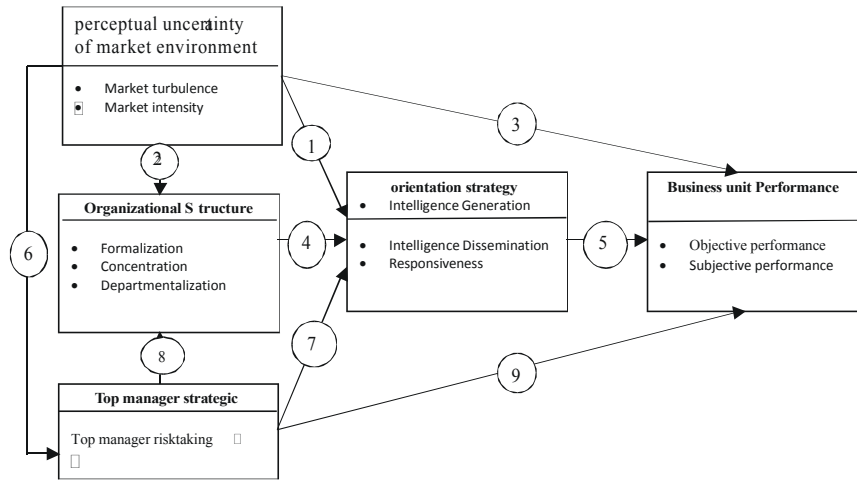 perceptual uncertainty
of market environment
• Market turbulence
• Market intensity
1
2
3
orientation strategy
• Intelligence Generation
• Intelligence Dissemination
• Responsiveness
Business unit Performance
• Objective performance
• Subjective performance
Organizational S tructure
• Formalization
• Concentration
• Departmentalization
4
5
6
7
8
9
Top manager strategic
Top manager risktaking